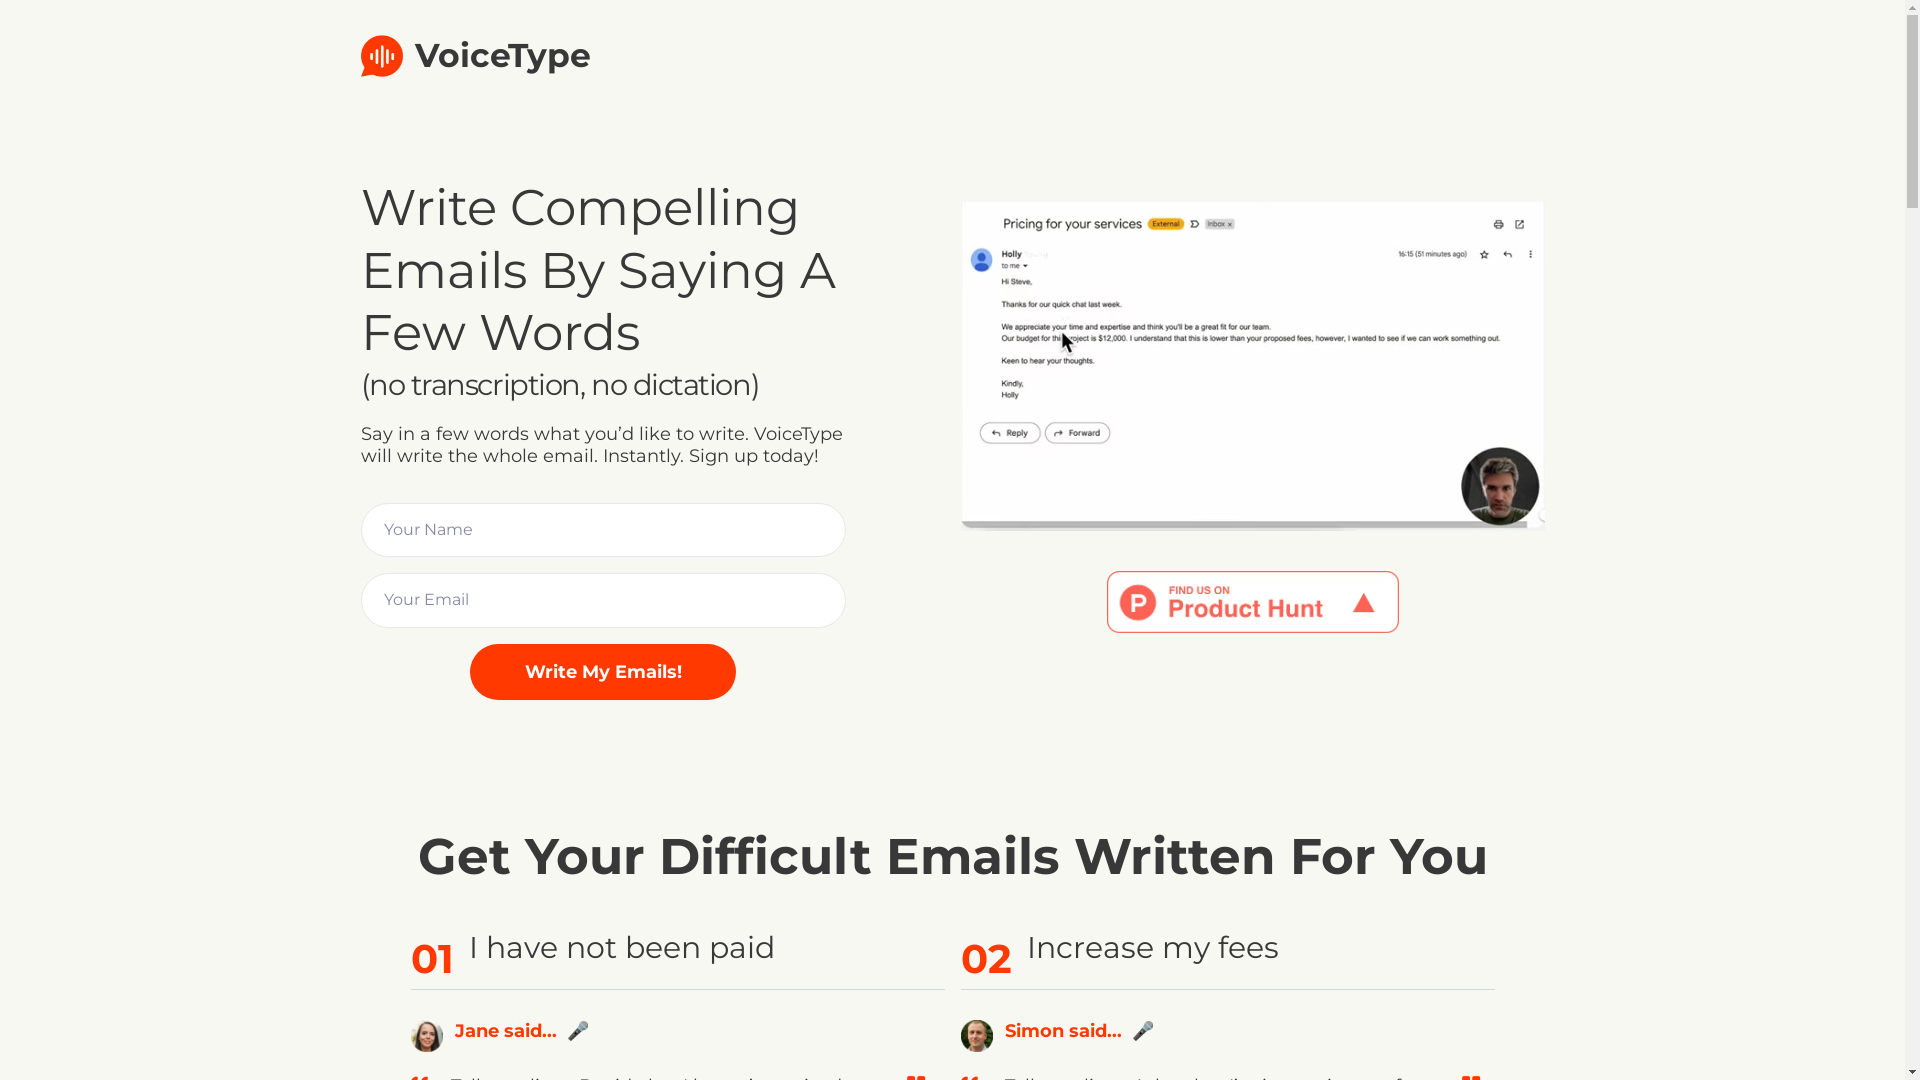 VoiceType
Write Compelling
Emails By Saying A
Few Words
(no transcription, no dictation)
Say in a few words what you’d like to write. VoiceType
will write the whole email. Instantly. Sign up today!
Your Name
Your Email
Write My Emails!
Pricing for your services External Inbox x
Holly
16:15 (51 minutes ago)
to me
Hi Steve,
Thanks for our quick chat last week.
We appreciate your time and expertise and think you'll be a great fit for our team.
Our budget for this project is $12,000. I understand that this is lower than your proposed fees, however, I wanted to see if we can work something out.
Keen to hear your thoughts.
Kindly,
Holly
Reply
Forward
P
FIND US ON
Product Hunt
Get Your Difficult Emails Written For You
01 I have not been paid
Jane said...
02 Increase my fees
Simon said...